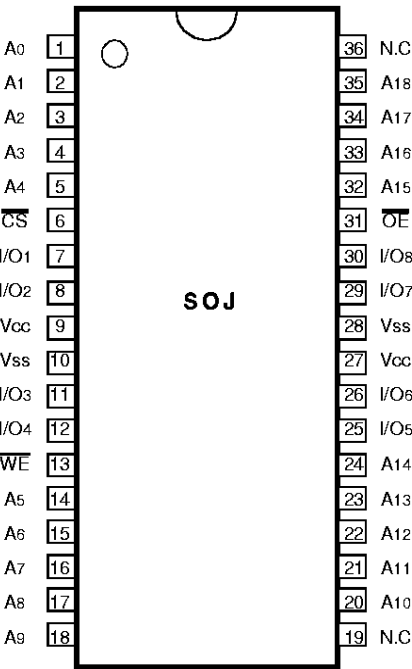 A0 1 36 N.C
A1 2 35 A18
A2 3 34 A17
A3 4 33 A16
A4 5 32 A15
CS 6 31 OE
I/O1 7 30 I/O8
I/O2 8 29 I/O7
SOJ
Vcc 9 28 Vss
Vss 10 27 Vcc
I/O3 11 26 I/O6
I/O4 12 25 I/O5
WE 13 24 A14
A5 14 23 A13
A6 15 22 A12
A7 16 21 A11
A8 17 20 A10
A9 18 19 N.C